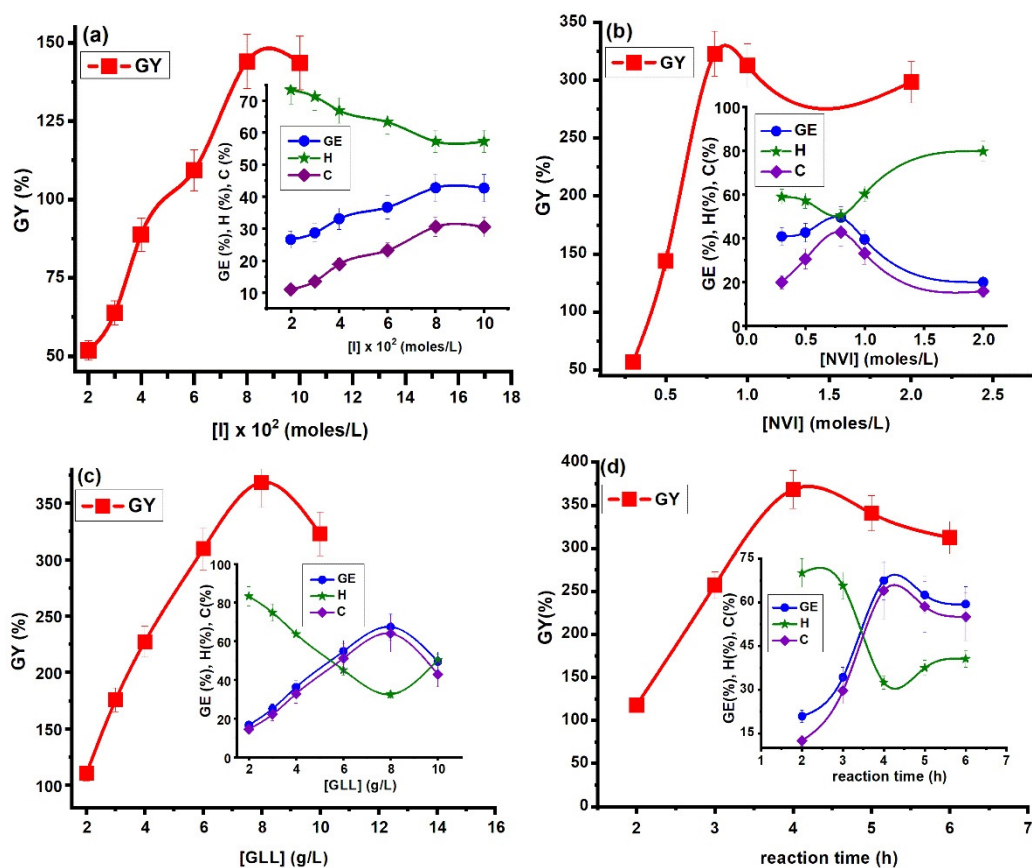 (a)
GY
GY (%)
150
125
100
75
50
2 4 6 8 10 12 14 16 18
[I] x 10² (moles/L)
GE
H
C
GE (%), H (%), C (%)
70
60
50
40
30
20
10
2 4 6 8 10
[I] x 10² (moles/L)
(b)
GY
GY (%)
350
300
250
200
150
100
50
0.5 1.0 1.5 2.0 2.5
[NVI] (moles/L)
GE
H
C
GE (%), H(%), C(%)
100
80
60
40
20
0
0.0 0.5 1.0 1.5 2.0
[NVI] (moles/L)
(c)
GY
GY (%)
350
300
250
200
150
100
2 4 6 8 10 12 14 16
[GLL] (g/L)
GE
H
C
GE (%), H(%), C(%)
100
80
60
40
20
0
2 4 6 8 10
[GLL] (g/L)
(d)
GY
GY(%)
400
350
300
250
200
150
100
50
0
2 3 4 5 6 7
reaction time (h)
GE
H
C
GE(%), H(%), C(%)
75
60
45
30
15
1 2 3 4 5 6 7
reaction time (h)